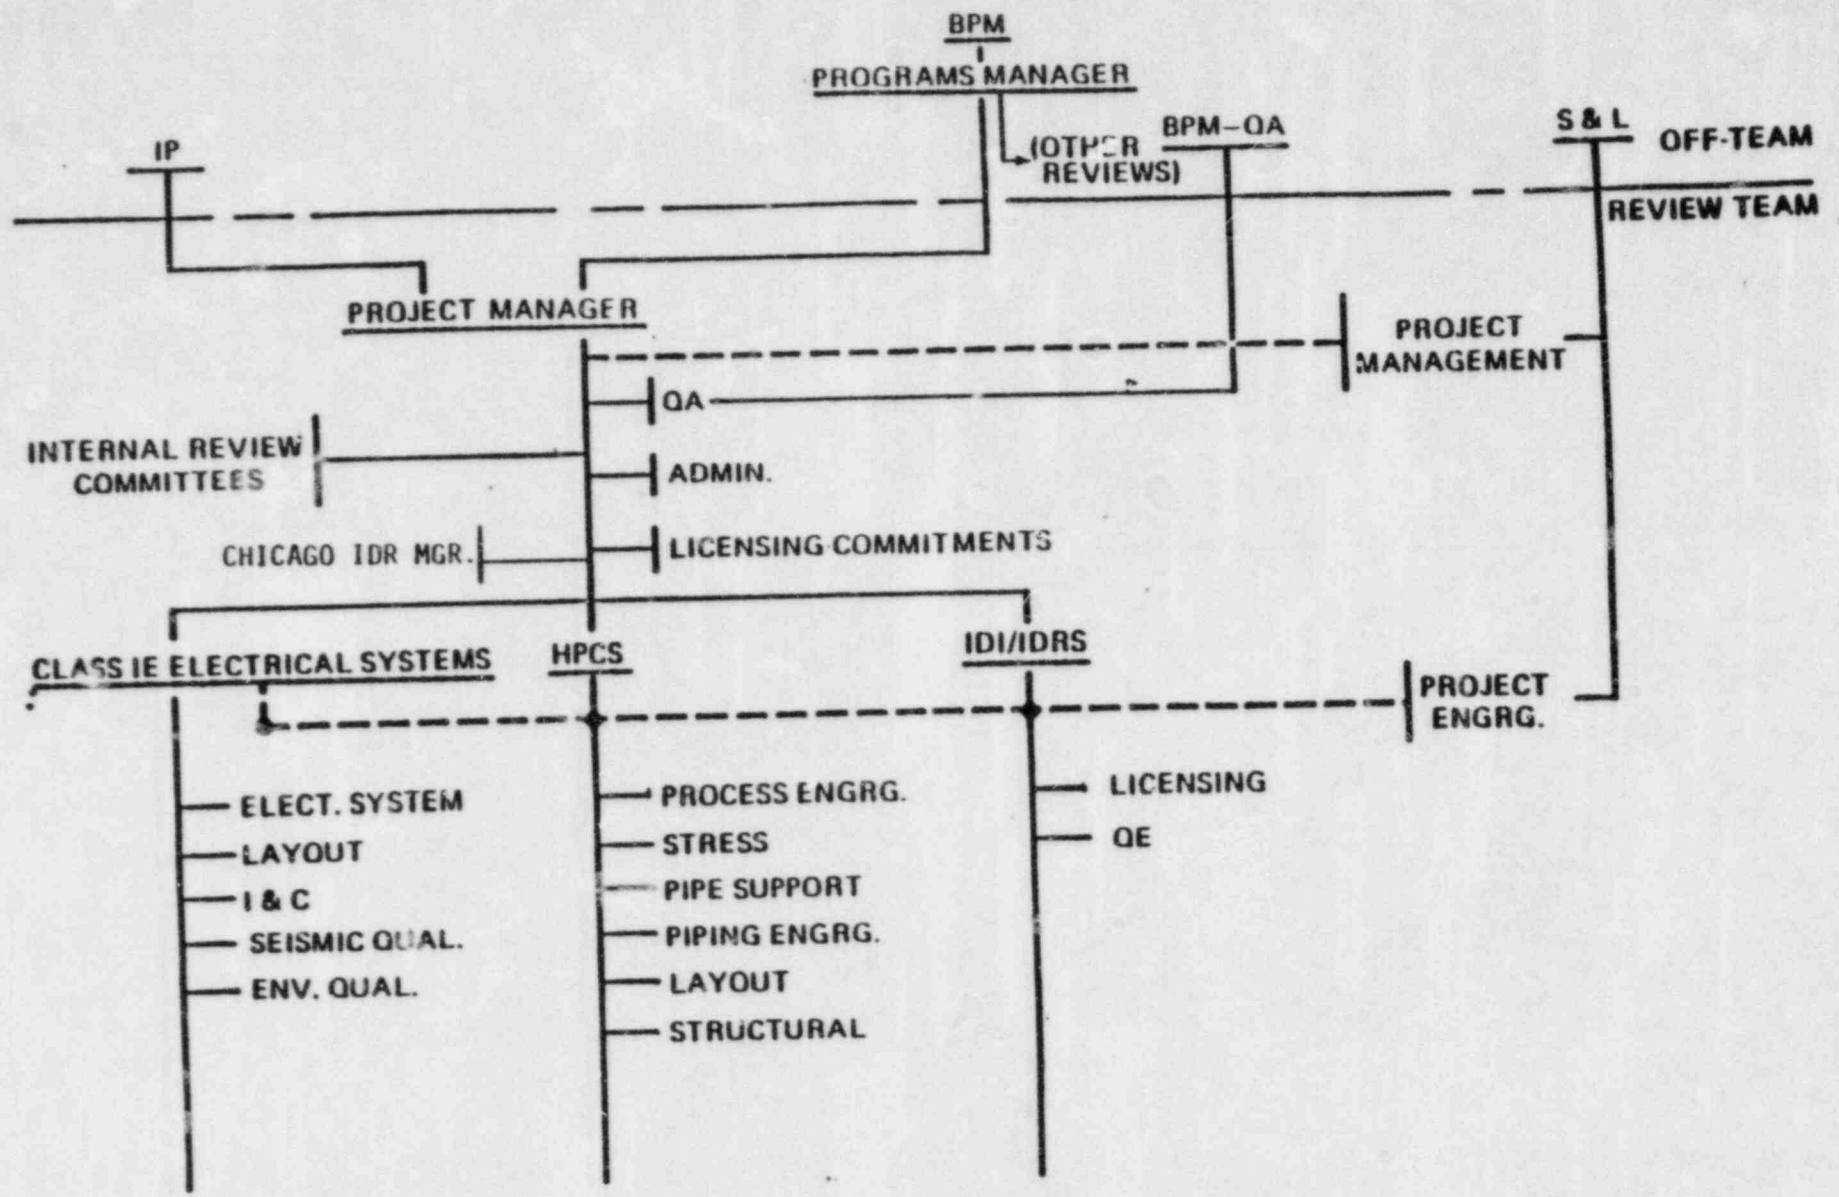 BPM
PROGRAMS MANAGER
IP
(OTHER
REVIEWS)
BPM-QA
S & L
OFF-TEAM
REVIEW TEAM
PROJECT MANAGER
PROJECT
MANAGEMENT
QA
INTERNAL REVIEW
COMMITTEES
ADMIN.
CHICAGO IDR MGR.
LICENSING COMMITMENTS
CLASS IE ELECTRICAL SYSTEMS
HPCS
IDI/IDRS
PROJECT
ENGRG.
ELECT. SYSTEM
LAYOUT
I & C
SEISMIC QUAL.
ENV. QUAL.
PROCESS ENGRG.
STRESS
PIPE SUPPORT
PIPING ENGRG.
LAYOUT
STRUCTURAL
LICENSING
QE